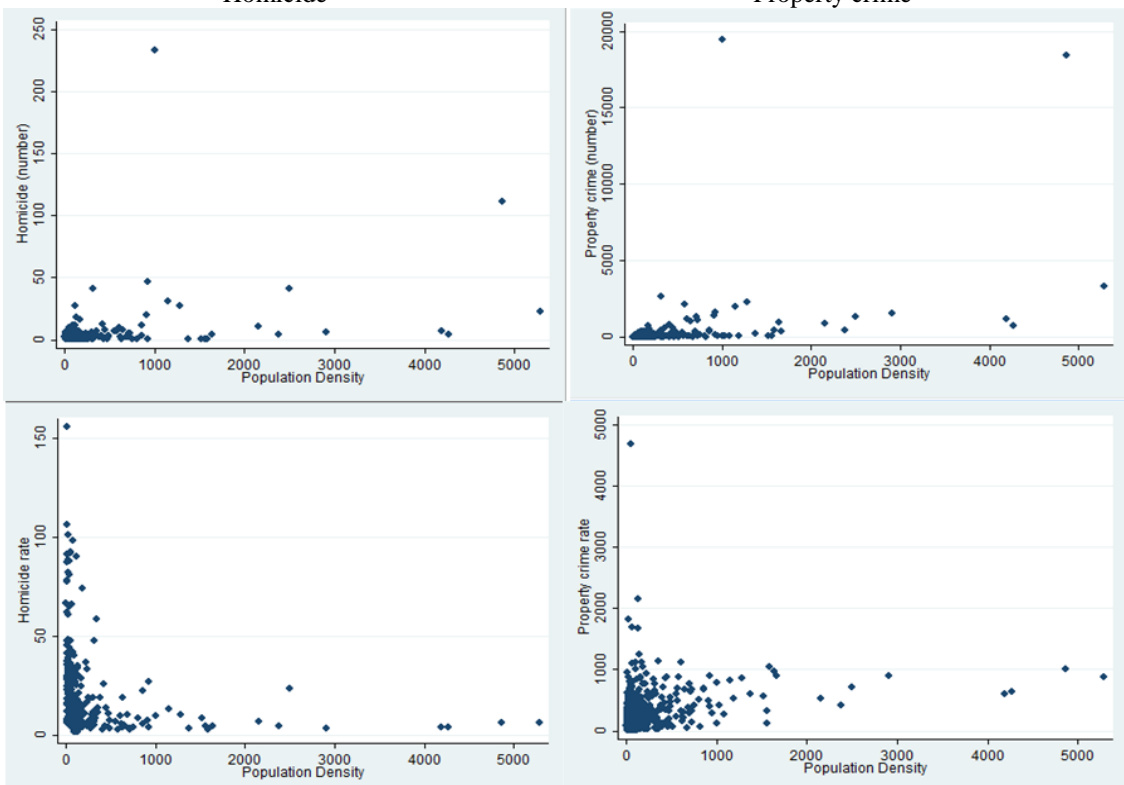 Homicide Property crime
Homicide (number)
250
200
150
100
50
0
0 1000 2000 3000 4000 5000
Population Density
Property crime (number)
20000
15000
10000
5000
0
0 1000 2000 3000 4000 5000
Population Density
Homicide rate
150
100
50
0
0 1000 2000 3000 4000 5000
Population Density
Property crime rate
5000
4000
3000
2000
1000
0
0 1000 2000 3000 4000 5000
Population Density